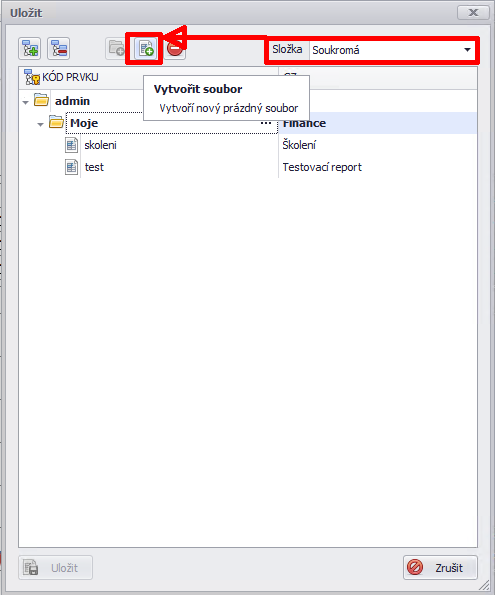 Uložit
Složka Soukromá
KÓD PRVKU
Vytvořit soubor
Vytvoří nový prázdný soubor
admin
Moje ... Finance
skoleni Školení
test Testovací report
Uložit Zrušit